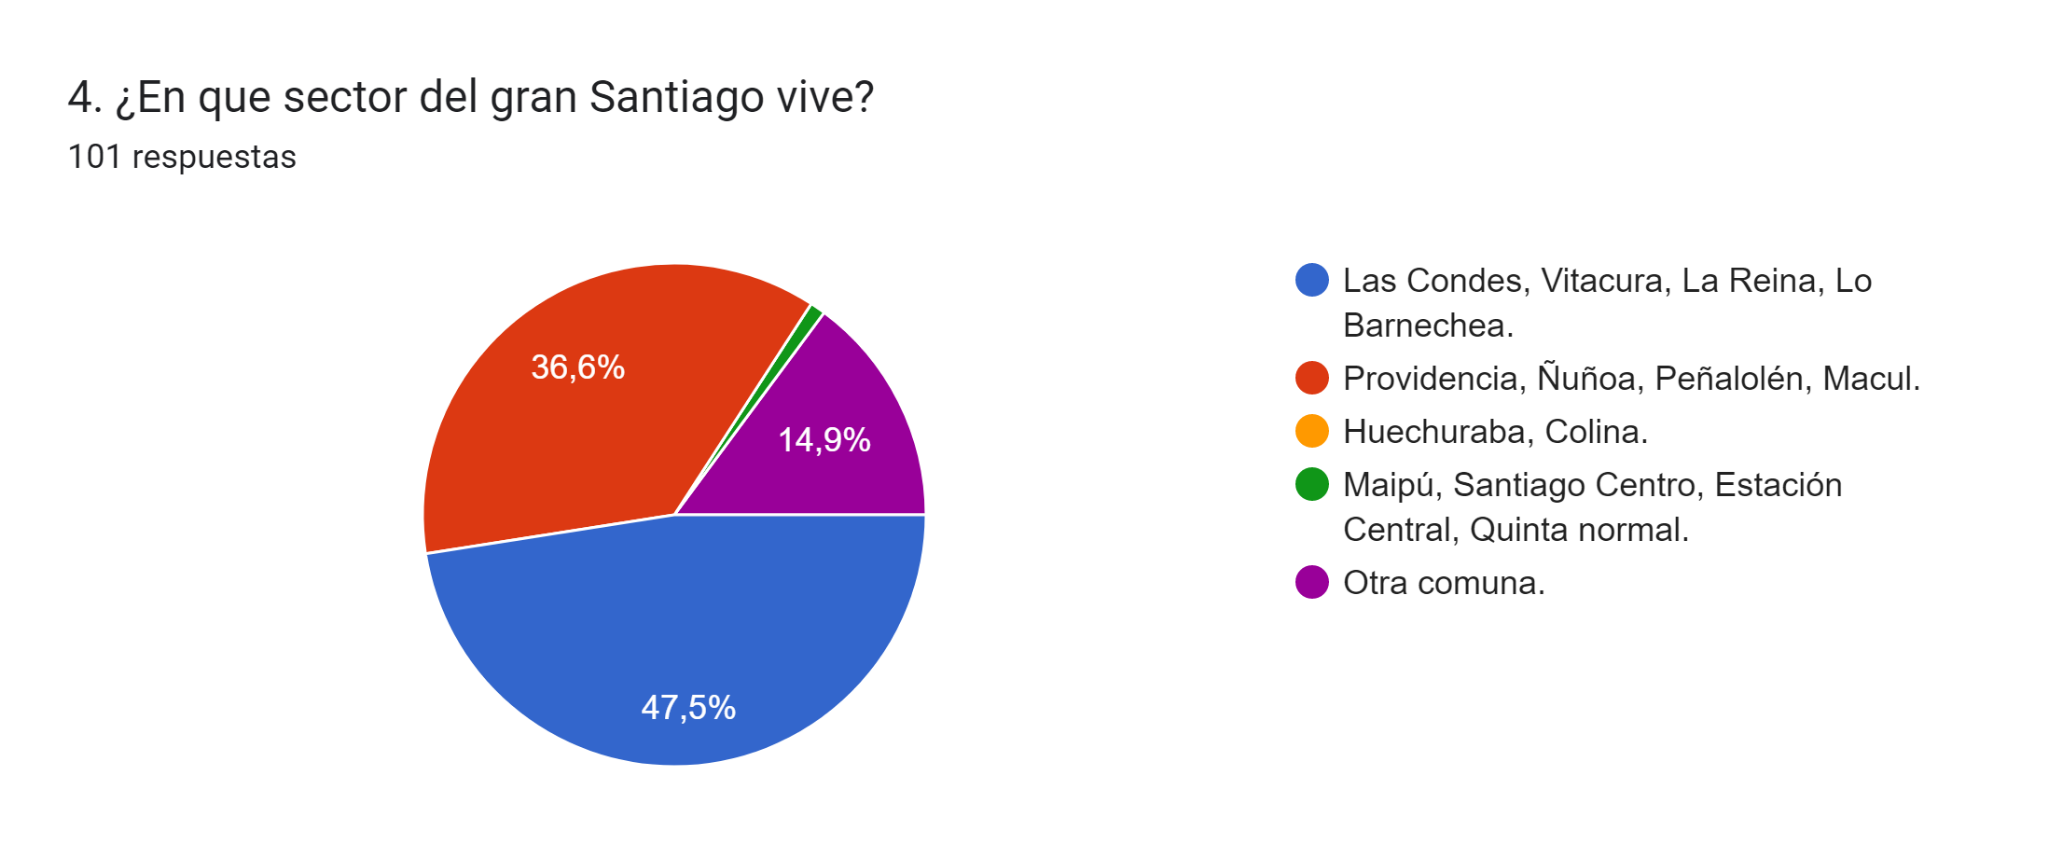 4. ¿En que sector del gran Santiago vive?
101 respuestas
36,6%
14,9%
47,5%
Las Condes, Vitacura, La Reina, Lo
Barnechea.
Providencia, Ñuñoa, Peñalolén, Macul.
Huechuraba, Colina.
Maipú, Santiago Centro, Estación
Central, Quinta normal.
Otra comuna.